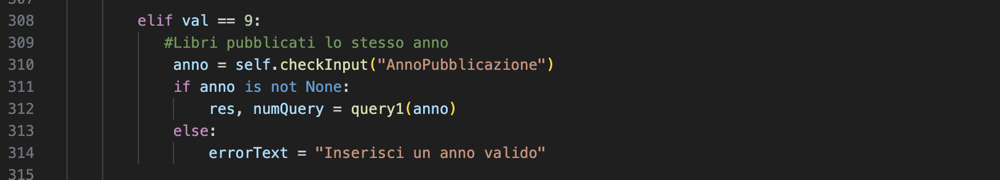 307
308 elif val == 9:
309 #Libri pubblicati lo stesso anno
310 anno = self.checkInput("AnnoPubblicazione")
311 if anno is not None:
312 res, numQuery = query1(anno)
313 else:
314 errorText = "Inserisci un anno valido"
315